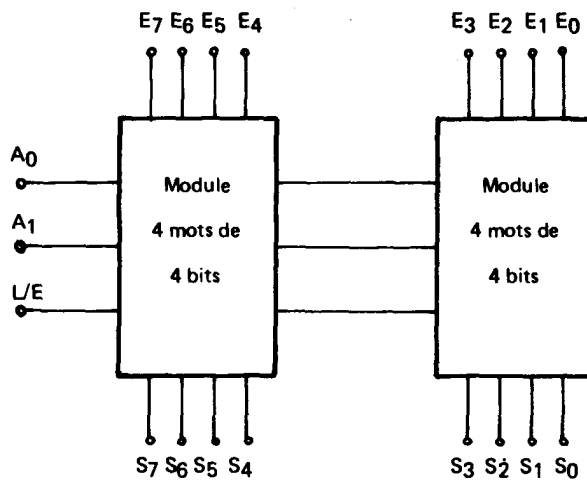 E7 E6 E5 E4 E3 E2 E1 E0
A0
Module Module
A1
4 mots de 4 mots de
L/E
4 bits 4 bits
S7 S6 S5 S4 S3 S2 S1 S0